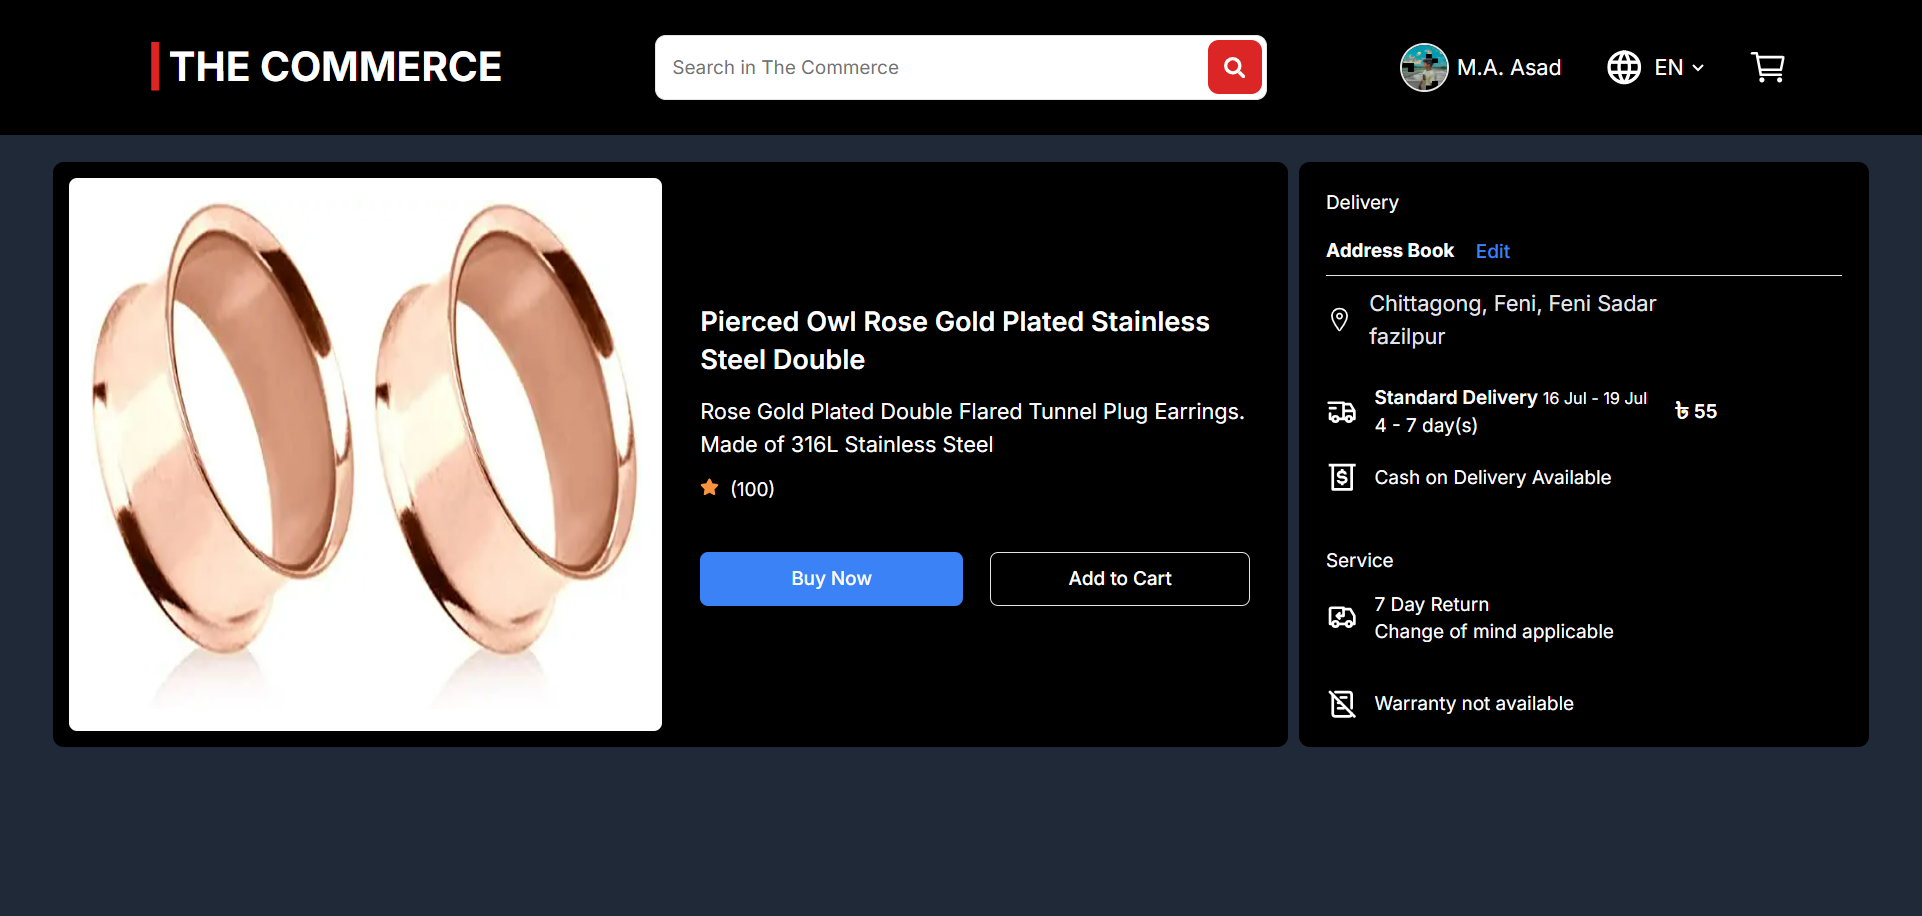 THE COMMERCE
Search in The Commerce
M.A. Asad
EN
Pierced Owl Rose Gold Plated Stainless
Steel Double
Rose Gold Plated Double Flared Tunnel Plug Earrings.
Made of 316L Stainless Steel
(100)
Buy Now
Add to Cart
Delivery
Address Book Edit
Chittagong, Feni, Feni Sadar
fazilpur
Standard Delivery 16 Jul - 19 Jul
4 - 7 day(s)
৳ 55
Cash on Delivery Available
Service
7 Day Return
Change of mind applicable
Warranty not available